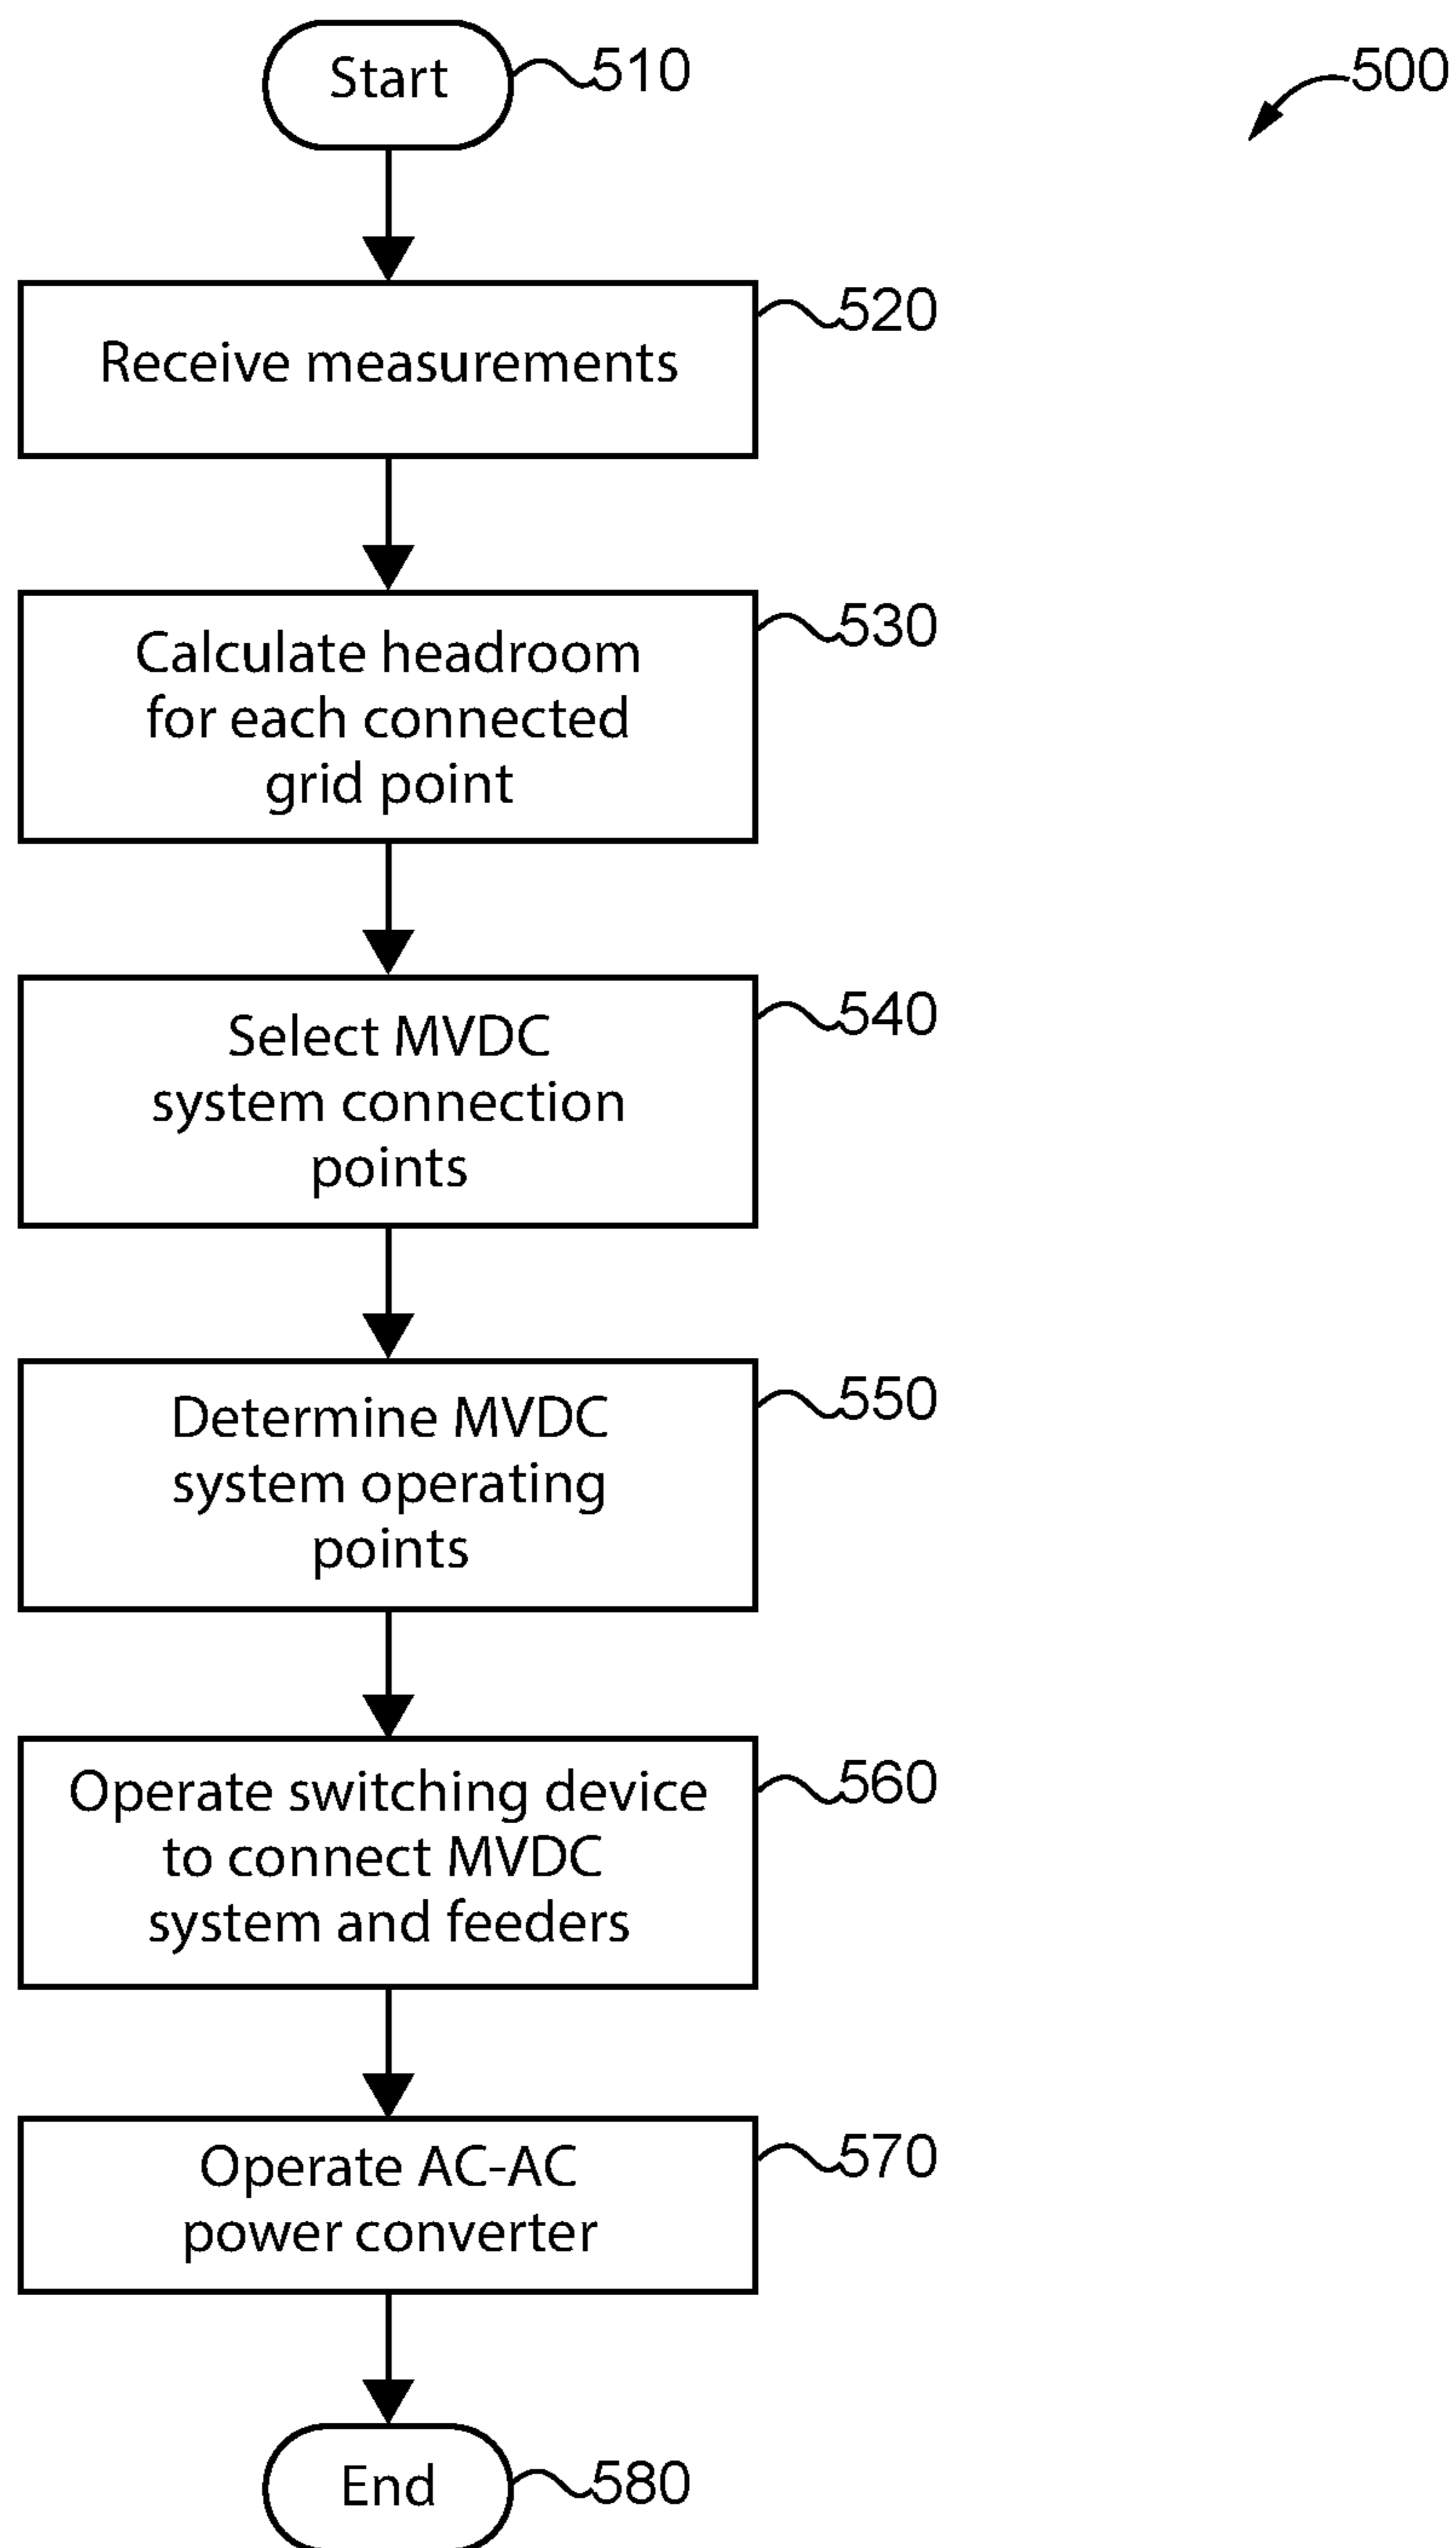 Start
510
500
520
Receive measurements
530
Calculate headroom
for each connected
grid point
540
Select MVDC
system connection
points
550
Determine MVDC
system operating
points
560
Operate switching device
to connect MVDC
system and feeders
570
Operate AC-AC
power converter
End
580